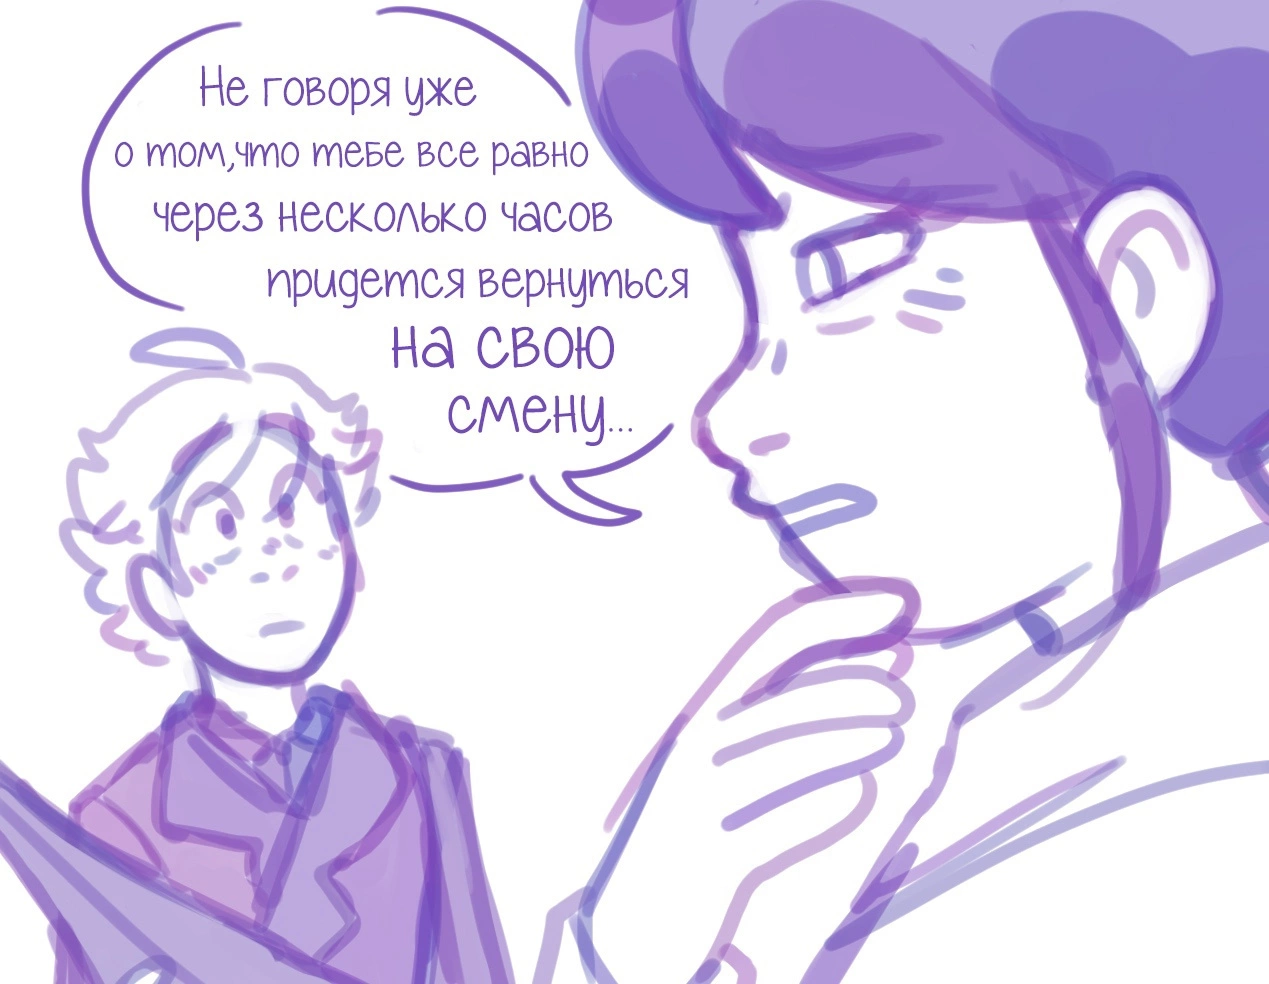 Не говоря уже
о том,что тебе все равно
через несколько часов
придется вернуться
на свою
смену...